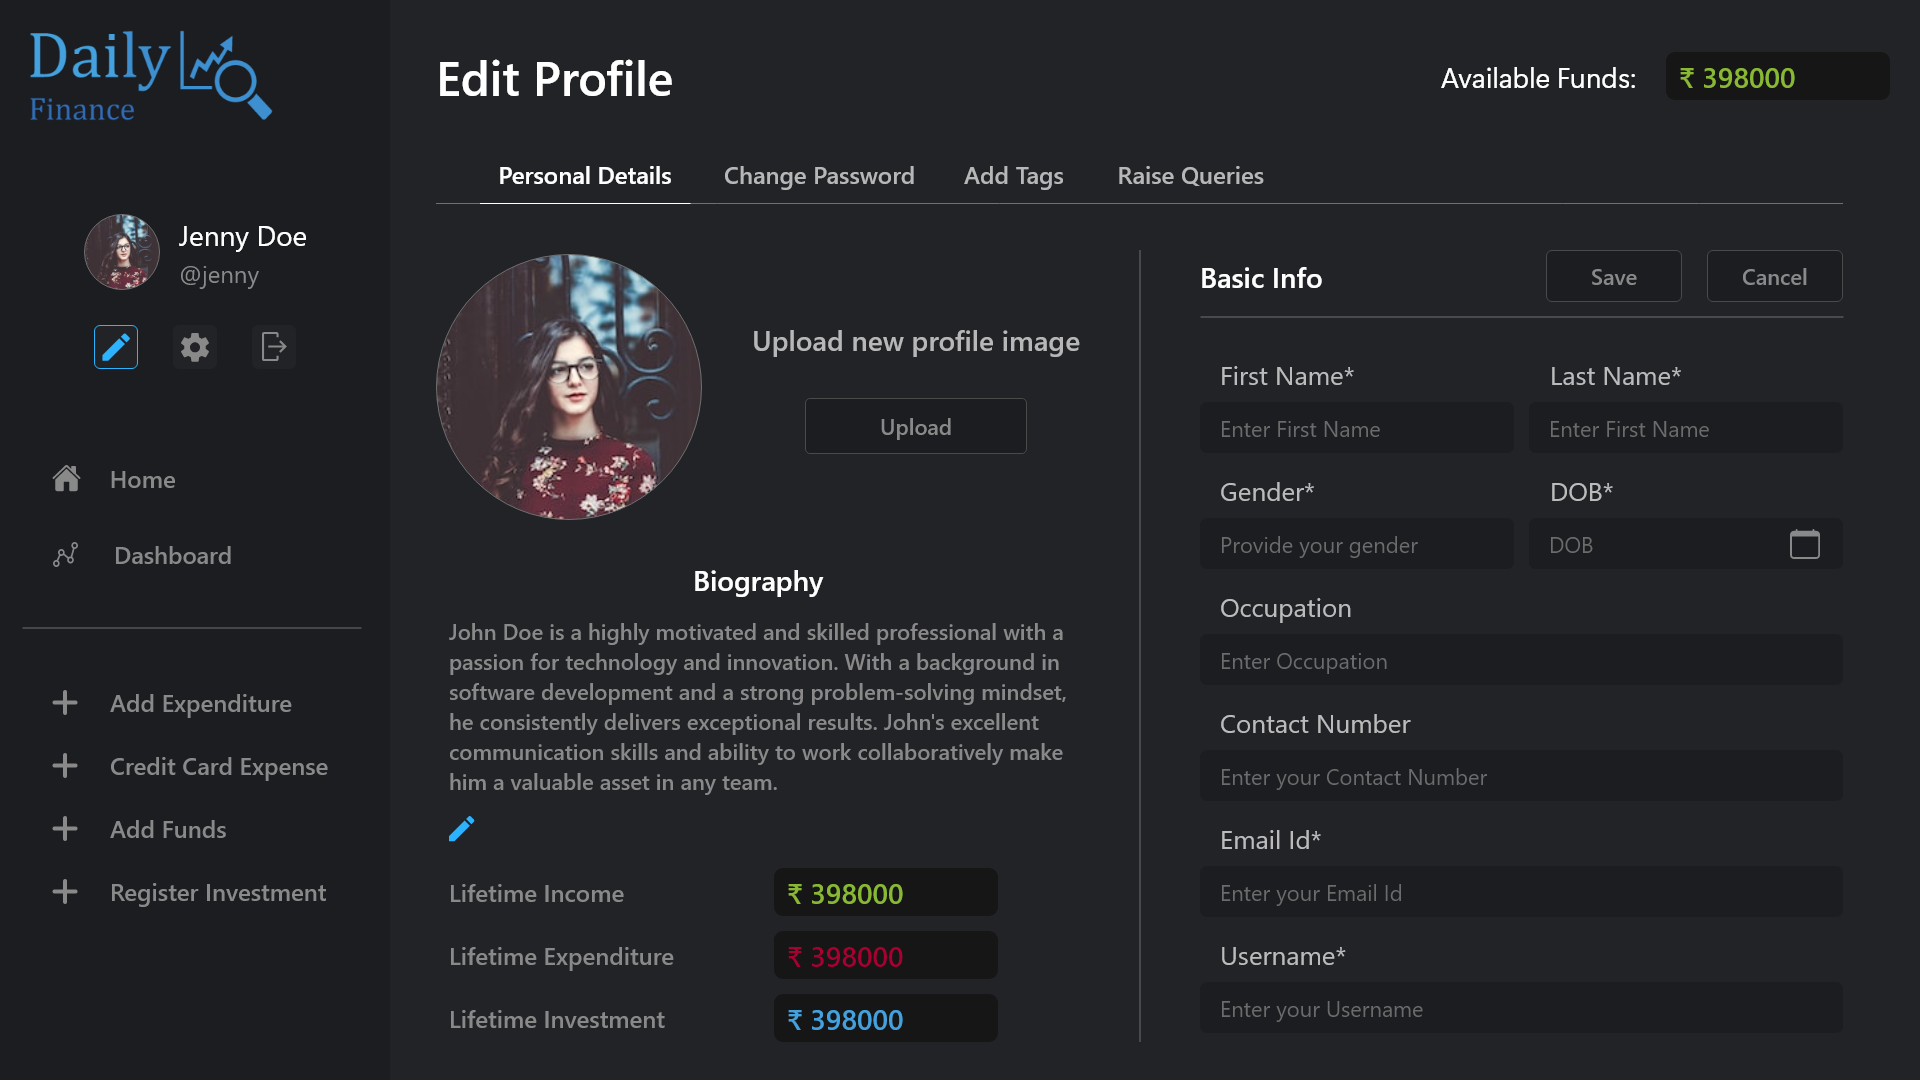 Daily
Finance
Jenny Doe
@jenny
Home
Dashboard
Add Expenditure
Credit Card Expense
Add Funds
Register Investment
Edit Profile
Available Funds: ₹ 398000
Personal Details Change Password Add Tags Raise Queries
Upload new profile image
Upload
Biography
John Doe is a highly motivated and skilled professional with a
passion for technology and innovation. With a background in
software development and a strong problem-solving mindset,
he consistently delivers exceptional results. John's excellent
communication skills and ability to work collaboratively make
him a valuable asset in any team.
Lifetime Income ₹ 398000
Lifetime Expenditure ₹ 398000
Lifetime Investment ₹ 398000
Basic Info Save Cancel
First Name* Last Name*
Enter First Name Enter First Name
Gender* DOB*
Provide your gender DOB
Occupation
Enter Occupation
Contact Number
Enter your Contact Number
Email Id*
Enter your Email Id
Username*
Enter your Username